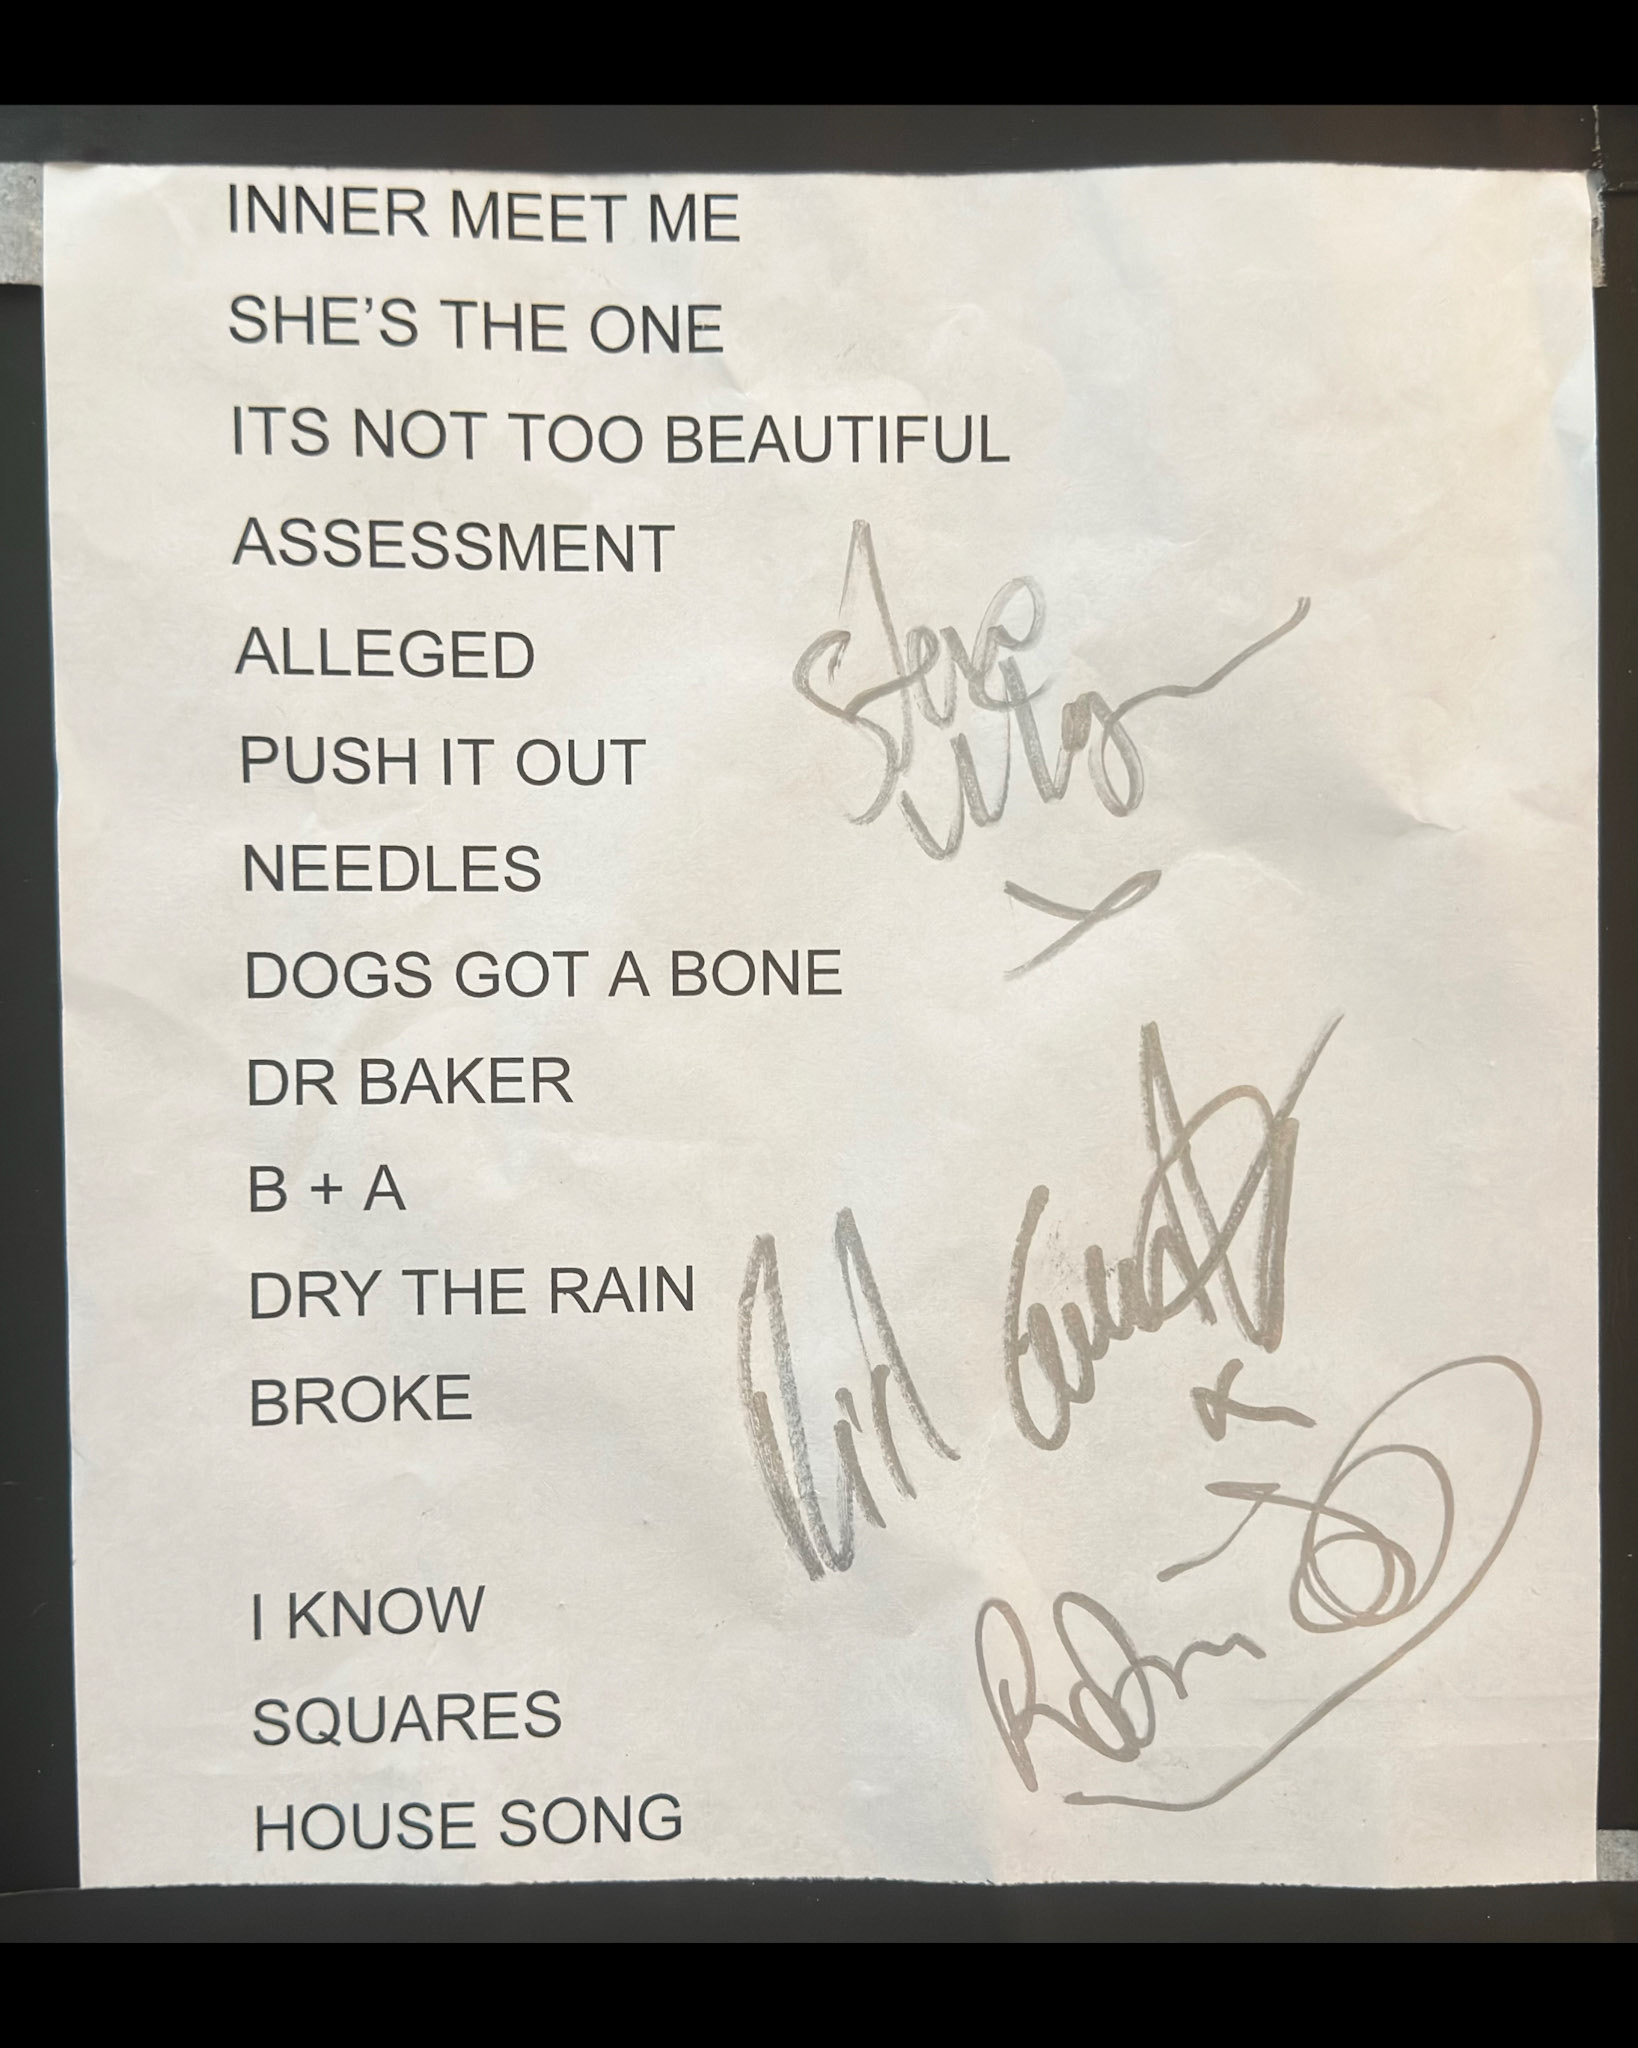 INNER MEET ME
SHE'S THE ONE
ITS NOT TOO BEAUTIFUL
ASSESSMENT
ALLEGED
PUSH IT OUT
NEEDLES
DOGS GOT A BONE
DR BAKER
B + A
DRY THE RAIN
BROKE
I KNOW
SQUARES
HOUSE SONG
Steve